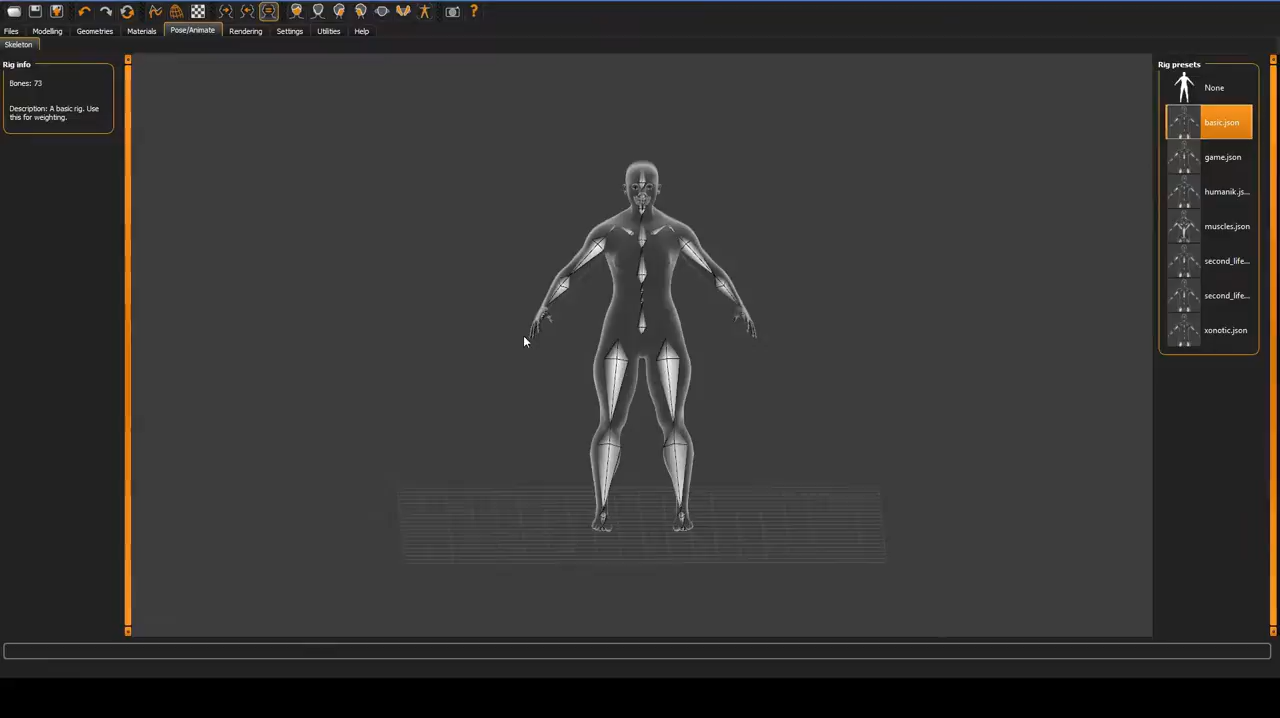 Files Modelling Geometries Materials Pose/Animate Rendering Settings Utilities Help
Skeleton
Rig info
Bones: 73
Description: A basic rig. Use
this for weighting.
Rig presets
None
basic.json
game.json
humanik.js...
muscles.json
second_life...
second_life...
xonotic.json